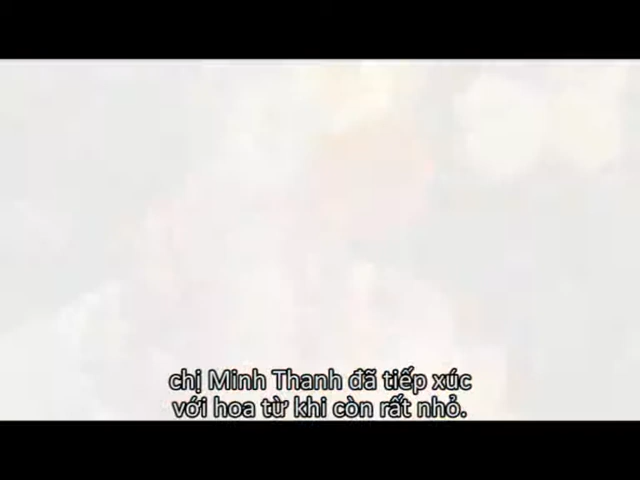 chị Minh Thanh đã tiếp xúc
với hoa từ khi còn rất nhỏ.